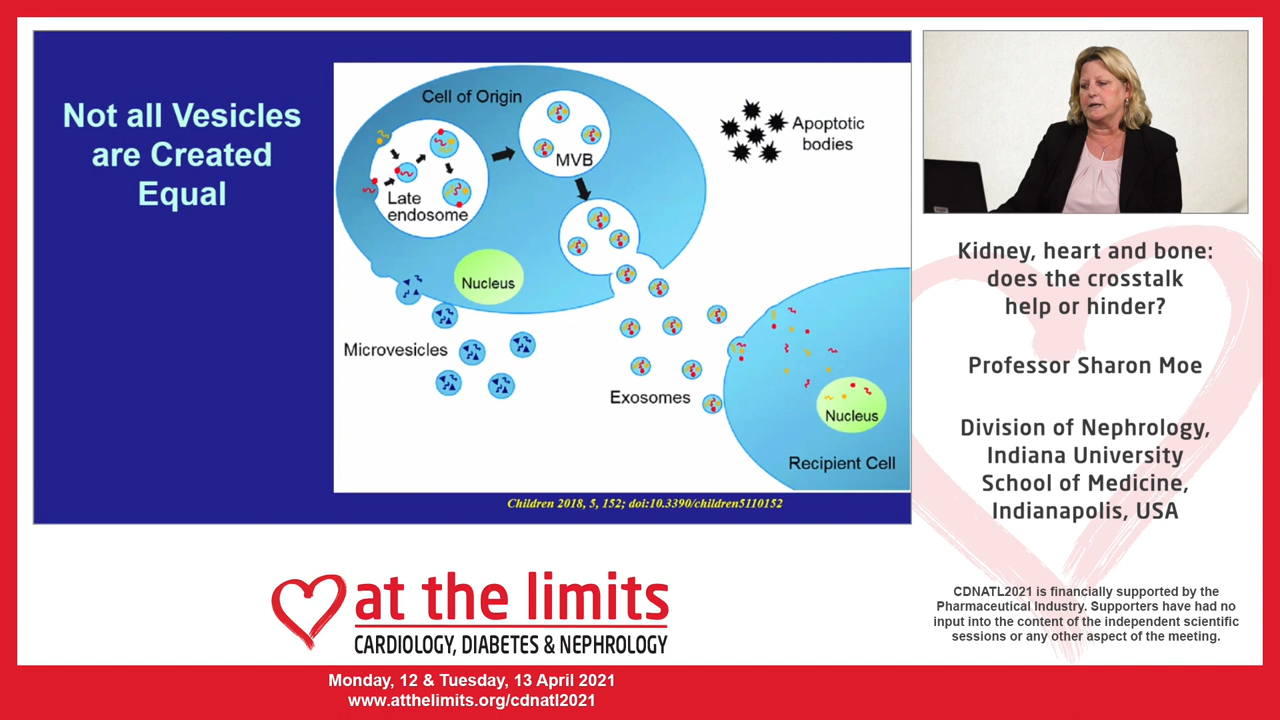 Not all Vesicles
are Created
Equal
Cell of Origin
MVB
Late
endosome
Nucleus
Apoptotic
bodies
Microvesicles
Exosomes
Nucleus
Recipient Cell
Children 2018, 5, 152; doi:10.3390/children5110152
Kidney, heart and bone:
does the crosstalk
help or hinder?
Professor Sharon Moe
Division of Nephrology,
Indiana University
School of Medicine,
Indianapolis, USA
CDNATL2021 is financially supported by the
Pharmaceutical Industry. Supporters have had no
input into the content of the independent scientific
sessions or any other aspect of the meeting.
at the limits
CARDIOLOGY, DIABETES & NEPHROLOGY
Monday, 12 & Tuesday, 13 April 2021
www.atthelimits.org/cdnatl2021